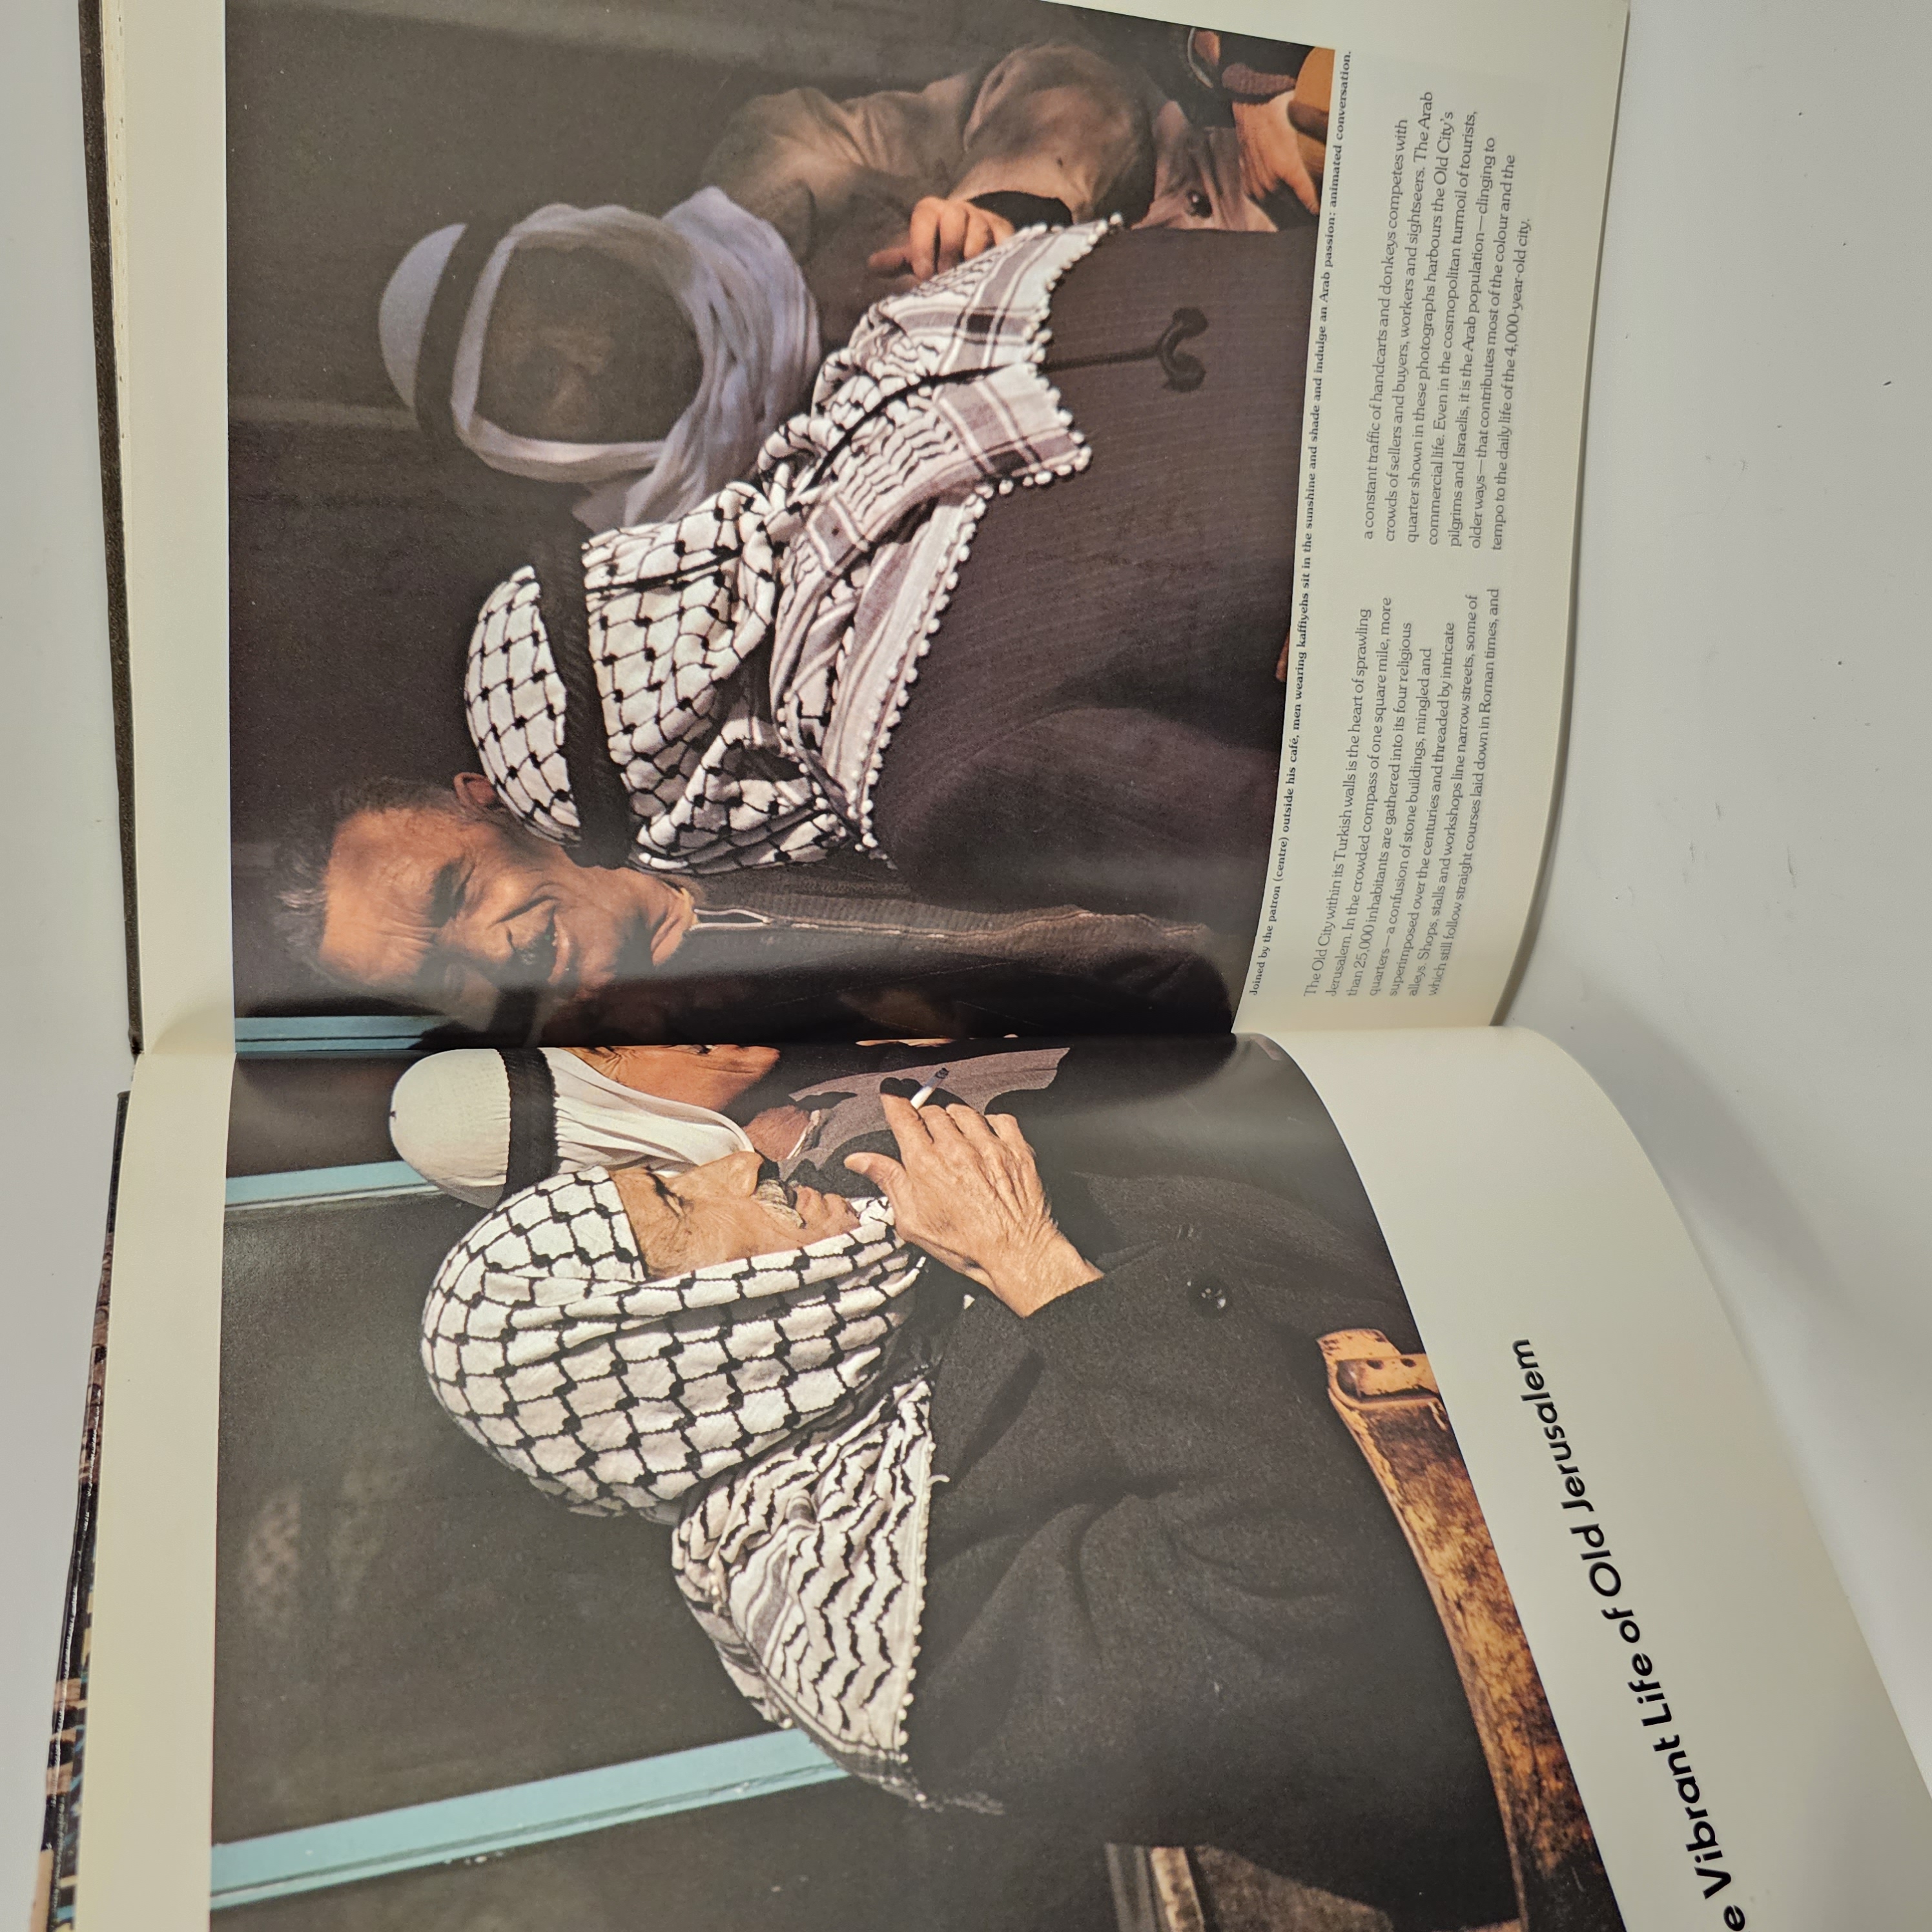 e Vibrant Life of Old Jerusalem
Joined by the patron (centre) outside his café, men wearing kaffiyehs sit in the sunshine and shade and indulge an Arab passion: animated conversation.
The Old City within its Turkish walls is the heart of sprawling
Jerusalem. In the crowded compass of one square mile, more
than 25,000 inhabitants are gathered into its four religious
quarters—a confusion of stone buildings, mingled and
superimposed over the centuries and threaded by intricate
alleys. Shops, stalls and workshops line narrow streets, some of
which still follow straight courses laid down in Roman times, and
a constant traffic of handcarts and donkeys competes with
crowds of sellers and buyers, workers and sightseers. The Arab
quarter shown in these photographs harbours the Old City's
commercial life. Even in the cosmopolitan turmoil of tourists,
pilgrims and Israelis, it is the Arab population—clinging to
older ways—that contributes most of the colour and the
tempo to the daily life of the 4,000-year-old city.